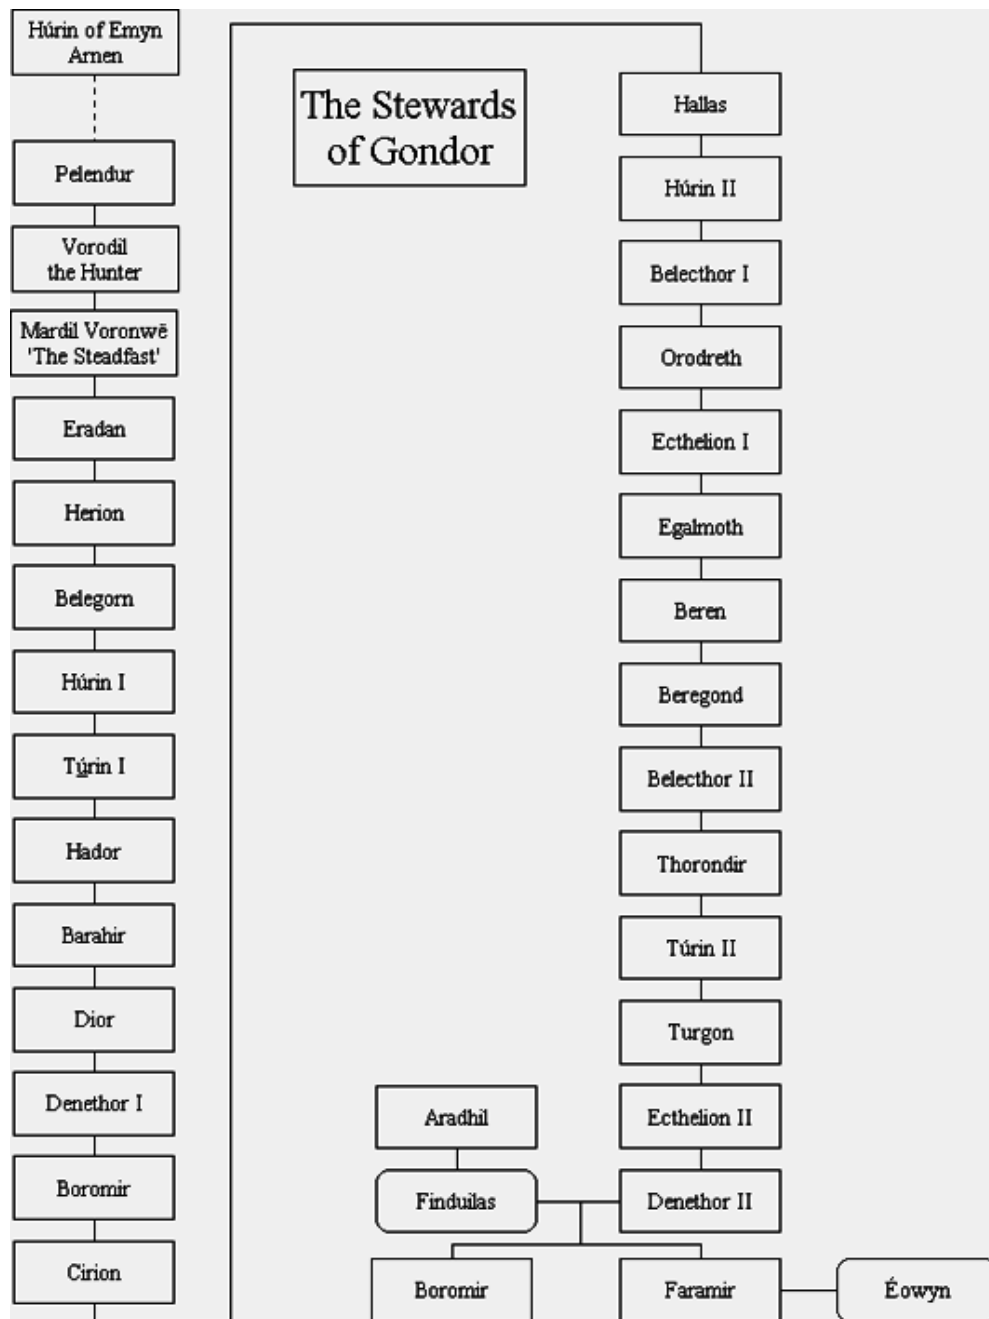 Húrin of Emyn
Arnen
Pelendur
Vorodil
the Hunter
Mardil Voronwë
'The Steadfast'
Eradan
Herion
Belegorn
Húrin I
Túrin I
Hador
Barahir
Dior
Denethor I
Boromir
Cirion
The Stewards
of Gondor
Hallas
Húrin II
Belecthor I
Orodreth
Ecthelion I
Egalmoth
Beren
Beregond
Belecthor II
Thorondir
Túrin II
Turgon
Aradhil
Ecthelion II
Finduilas
Denethor II
Boromir
Faramir
Éowyn